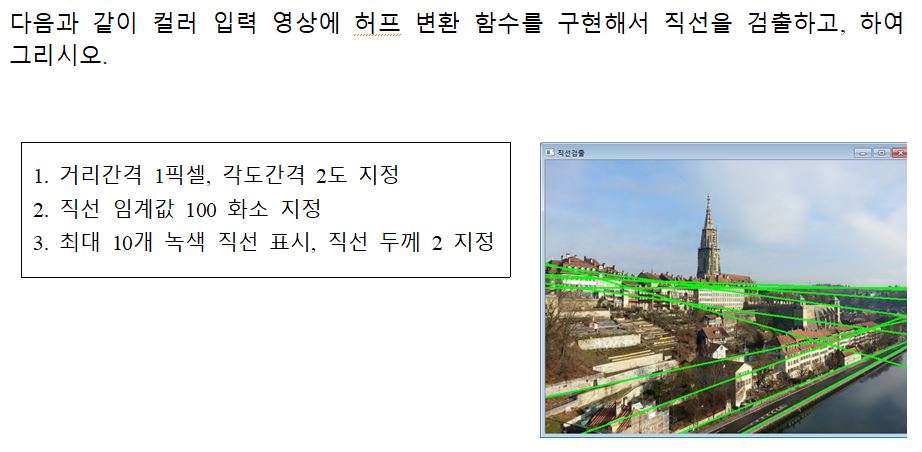 다음과 같이 컬러 입력 영상에 허프 변환 함수를 구현해서 직선을 검출하고, 하여
그리시오.
1. 거리간격 1픽셀, 각도간격 2도 지정
2. 직선 임계값 100 화소 지정
3. 최대 10개 녹색 직선 표시, 직선 두께 2 지정
직선검출